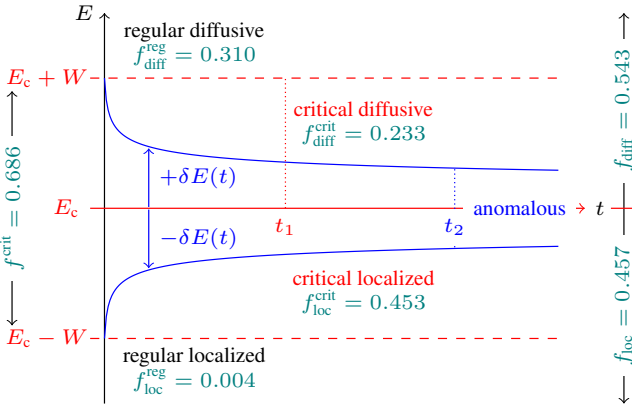 E
regular diffusive
f_diff^reg = 0.310
E_c + W
critical diffusive
f_diff^crit = 0.233
+δE(t)
E_c
anomalous
t
t_1
t_2
−δE(t)
critical localized
f_loc^crit = 0.453
E_c − W
regular localized
f_loc^reg = 0.004
f^crit = 0.686
f_diff = 0.543
f_loc = 0.457